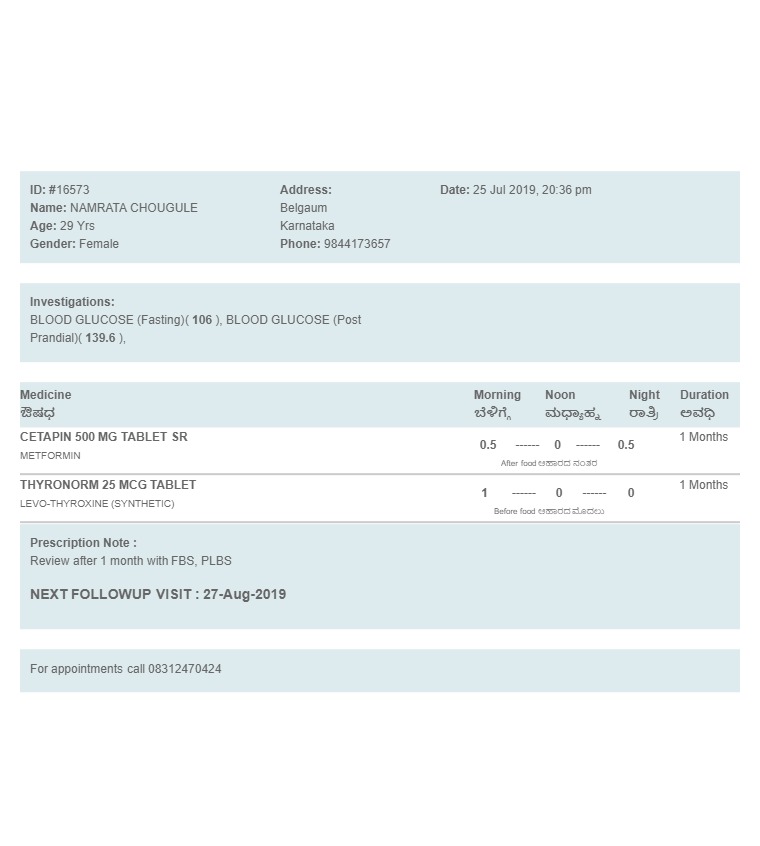 ID: #16573 Address: Date: 25 Jul 2019, 20:36 pm
Name: NAMRATA CHOUGULE Belgaum
Age: 29 Yrs Karnataka
Gender: Female Phone: 9844173657
Investigations:
BLOOD GLUCOSE (Fasting)( 106 ), BLOOD GLUCOSE (Post
Prandial)( 139.6 ),
Medicine Morning Noon Night Duration
ಔಷಧ ಬೆಳಿಗ್ಗೆ ಮಧ್ಯಾಹ್ನ ರಾತ್ರಿ ಅವಧಿ
CETAPIN 500 MG TABLET SR 0.5 ------ 0 ------ 0.5 1 Months
METFORMIN After food ಆಹಾರದ ನಂತರ
THYRONORM 25 MCG TABLET 1 ------ 0 ------ 0 1 Months
LEVO-THYROXINE (SYNTHETIC) Before food ಆಹಾರದ ಮೊದಲು
Prescription Note :
Review after 1 month with FBS, PLBS
NEXT FOLLOWUP VISIT : 27-Aug-2019
For appointments call 08312470424